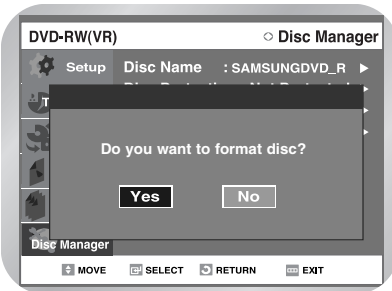 DVD-RW(VR) Disc Manager
Setup Disc Name : SAMSUNGDVD_R
Do you want to format disc?
Yes No
Disc Manager
MOVE SELECT RETURN EXIT